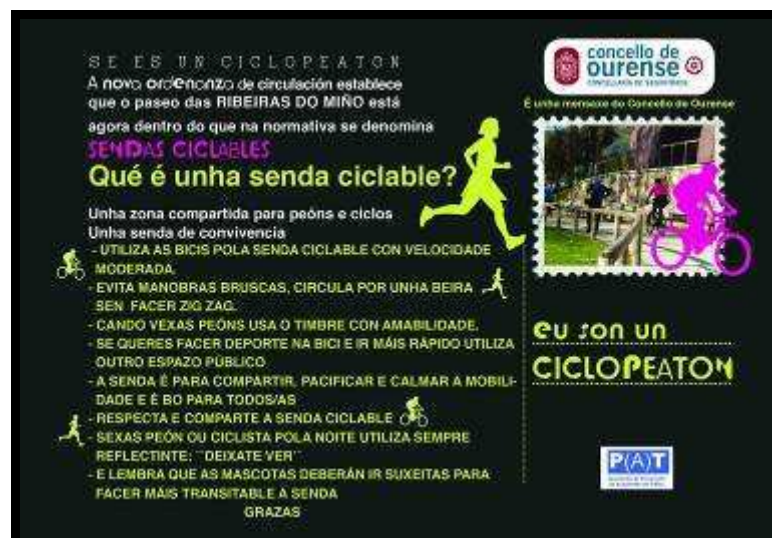 SE ES UN CICLOPEATON
A nova ordenanza de circulación establece
que o paseo das RIBEIRAS DO MIÑO está
agora dentro do que na normativa se denomina
SENDAS CICLABLES
Qué é unha senda ciclable?
Unha zona compartida para peóns e ciclos
Unha senda de convivencia
- UTILIZA AS BICIS POLA SENDA CICLABLE CON VELOCIDADE
MODERADA
- EVITA MANOBRAS BRUSCAS, CIRCULA POR UNHA BEIRA
SEN FACER ZIG ZAG.
- CANDO VEXAS PEÓNS USA O TIMBRE CON AMABILIDADE.
- SE QUERES FACER DEPORTE NA BICI E IR MÁIS RÁPIDO UTILIZA
OUTRO ESPAZO PÚBLICO
- A SENDA É PARA COMPARTIR, PACIFICAR E CALMAR A MOBILI-
DADE E É BO PARA TODOS/AS
- RESPECTA E COMPARTE A SENDA CICLABLE
- SEXAS PEÓN OU CICLISTA POLA NOITE UTILIZA SEMPRE
REFLECTINTE: ¨DEIXATE VER¨
- E LEMBRA QUE AS MASCOTAS DEBERÁN IR SUXEITAS PARA
FACER MÁIS TRANSITABLE A SENDA
GRAZAS
concello de
ourense
CONCELLARÍA DE SEGURIDADE
É unha mensaxe do Concello de Ourense
eu son un
CICLOPEATON
P(A)T